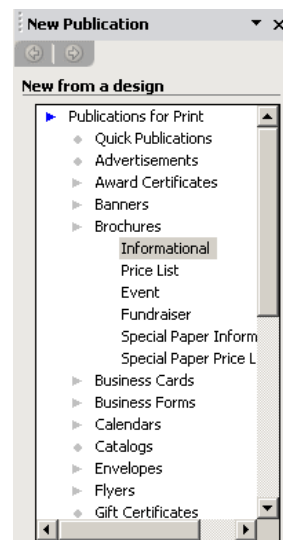 New Publication
New from a design
Publications for Print
Quick Publications
Advertisements
Award Certificates
Banners
Brochures
Informational
Price List
Event
Fundraiser
Special Paper Inform
Special Paper Price L
Business Cards
Business Forms
Calendars
Catalogs
Envelopes
Flyers
Gift Certificates